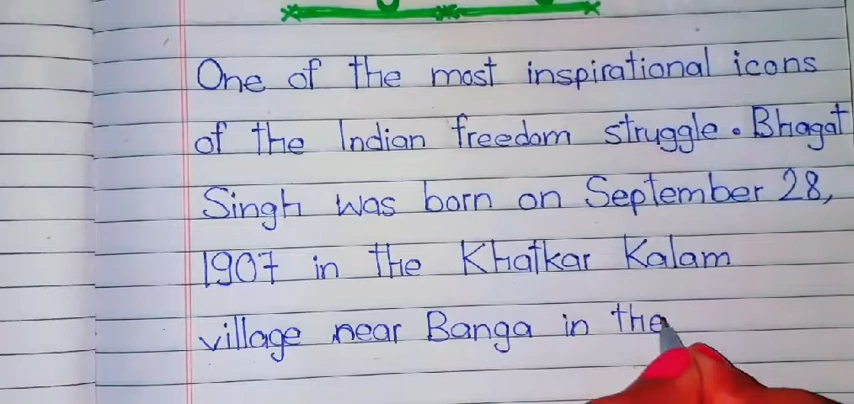 One of the most inspirational icons
of the Indian freedom struggle. Bhagat
Singh was born on September 28,
1907 in the Khatkar Kalam
village near Banga in the